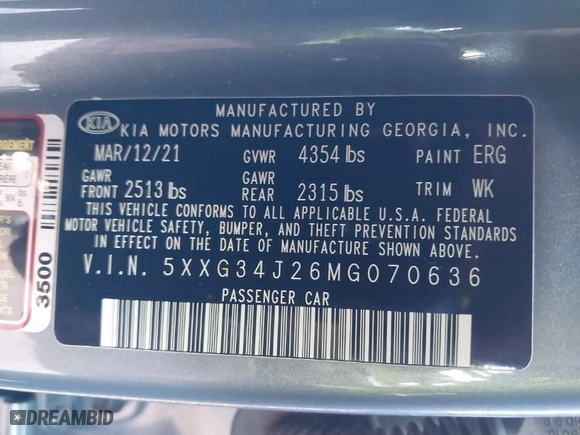 MANUFACTURED BY
KIA KIA MOTORS MANUFACTURING GEORGIA, INC.
MAR/12/21 GVWR 4354 lbs PAINT ERG
GAWR FRONT 2513 lbs GAWR REAR 2315 lbs TRIM WK
THIS VEHICLE CONFORMS TO ALL APPLICABLE U.S.A. FEDERAL
MOTOR VEHICLE SAFETY, BUMPER, AND THEFT PREVENTION STANDARDS
IN EFFECT ON THE DATE OF MANUFACTURE SHOWN ABOVE.
V.I.N. 5XXG34J26MG070636
PASSENGER CAR
3500
DREAMBID